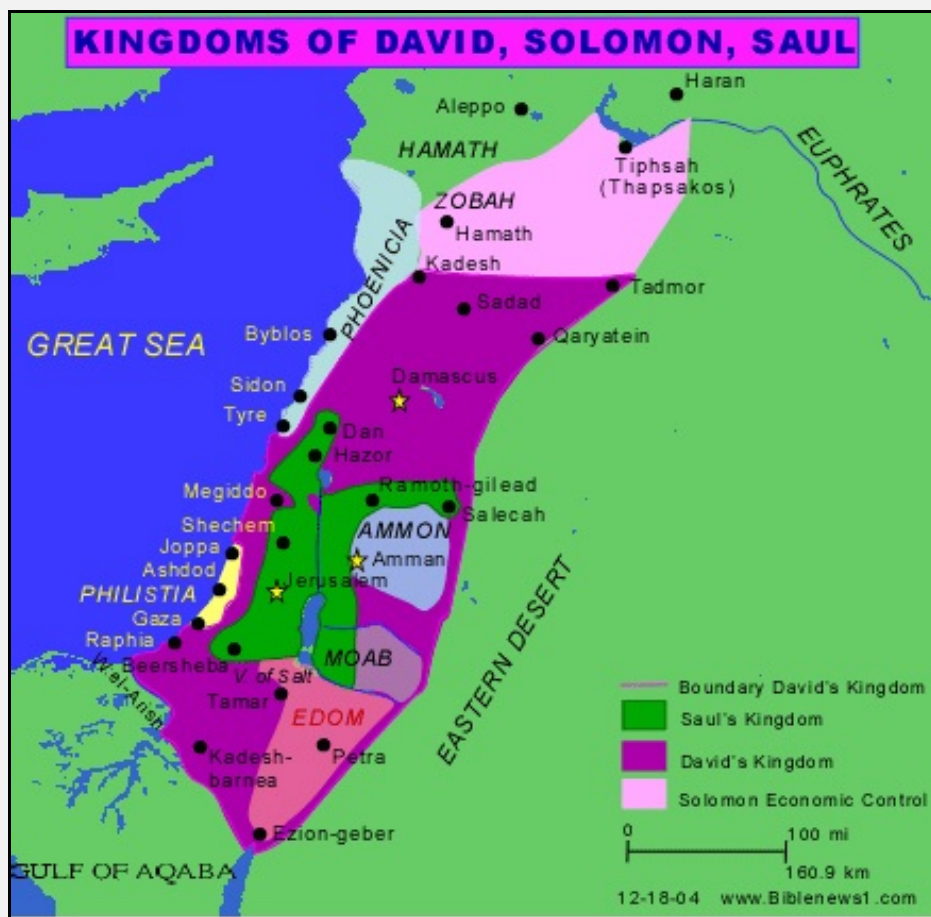 KINGDOMS OF DAVID, SOLOMON, SAUL
Haran
Aleppo
HAMATH
Tiphsah
(Thapsakos)
EUPHRATES
ZOBAH
Hamath
PHOENICIA
Kadesh
Tadmor
Sadad
Byblos
Qaryatein
GREAT SEA
Damascus
Sidon
Tyre
Dan
Hazor
Megiddo
Ramoth-gilead
Salecah
Shechem
AMMON
Joppa
Amman
Ashdod
Jerusalem
PHILISTIA
Gaza
Raphia
Beersheba
MOAB
EASTERN DESERT
W.el-Arish
V. of Salt
Tamar
EDOM
Kadesh-
barnea
Petra
Ezion-geber
GULF OF AQABA
Boundary David's Kingdom
Saul's Kingdom
David's Kingdom
Solomon Economic Control
0 100 mi
160.9 km
12-18-04 www.Biblenews1.com